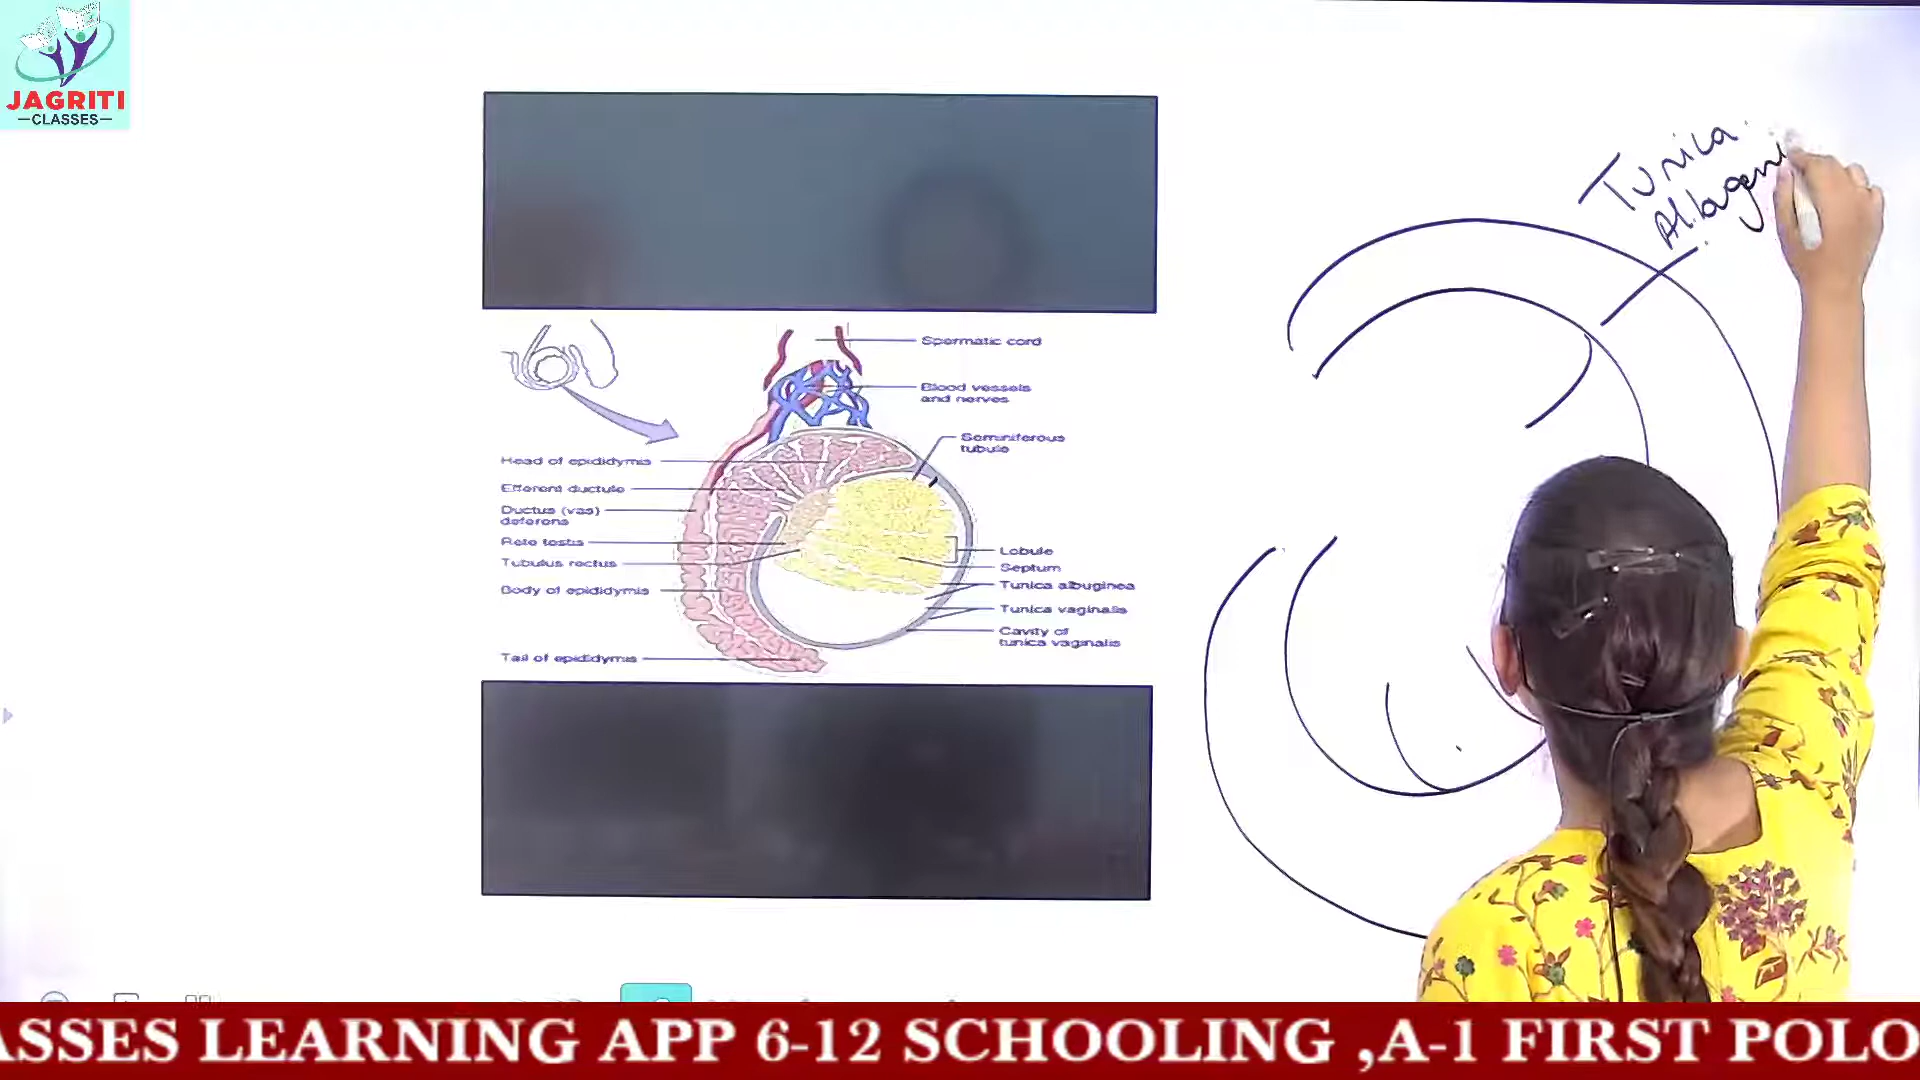 JAGRITI
—CLASSES—
Tunica
Albugeni
Spermatic cord
Blood vessels
and nerves
Seminiferous
tubule
Head of epididymis
Efferent ductule
Ductus (vas)
deferens
Rete testis
Tubulus rectus
Body of epididymis
Tail of epididymis
Lobule
Septum
Tunica albuginea
Tunica vaginalis
Cavity of
tunica vaginalis
ASSES LEARNING APP 6-12 SCHOOLING ,A-1 FIRST POLO